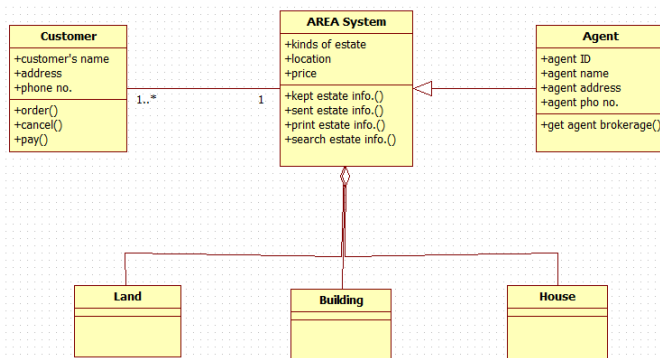 Customer
+customer's name
+address
+phone no.
+order()
+cancel()
+pay()
1..*
1
AREA System
+kinds of estate
+location
+price
+kept estate info.()
+sent estate info.()
+print estate info.()
+search estate info.()
Agent
+agent ID
+agent name
+agent address
+agent pho no.
+get agent brokerage()
Land
Building
House